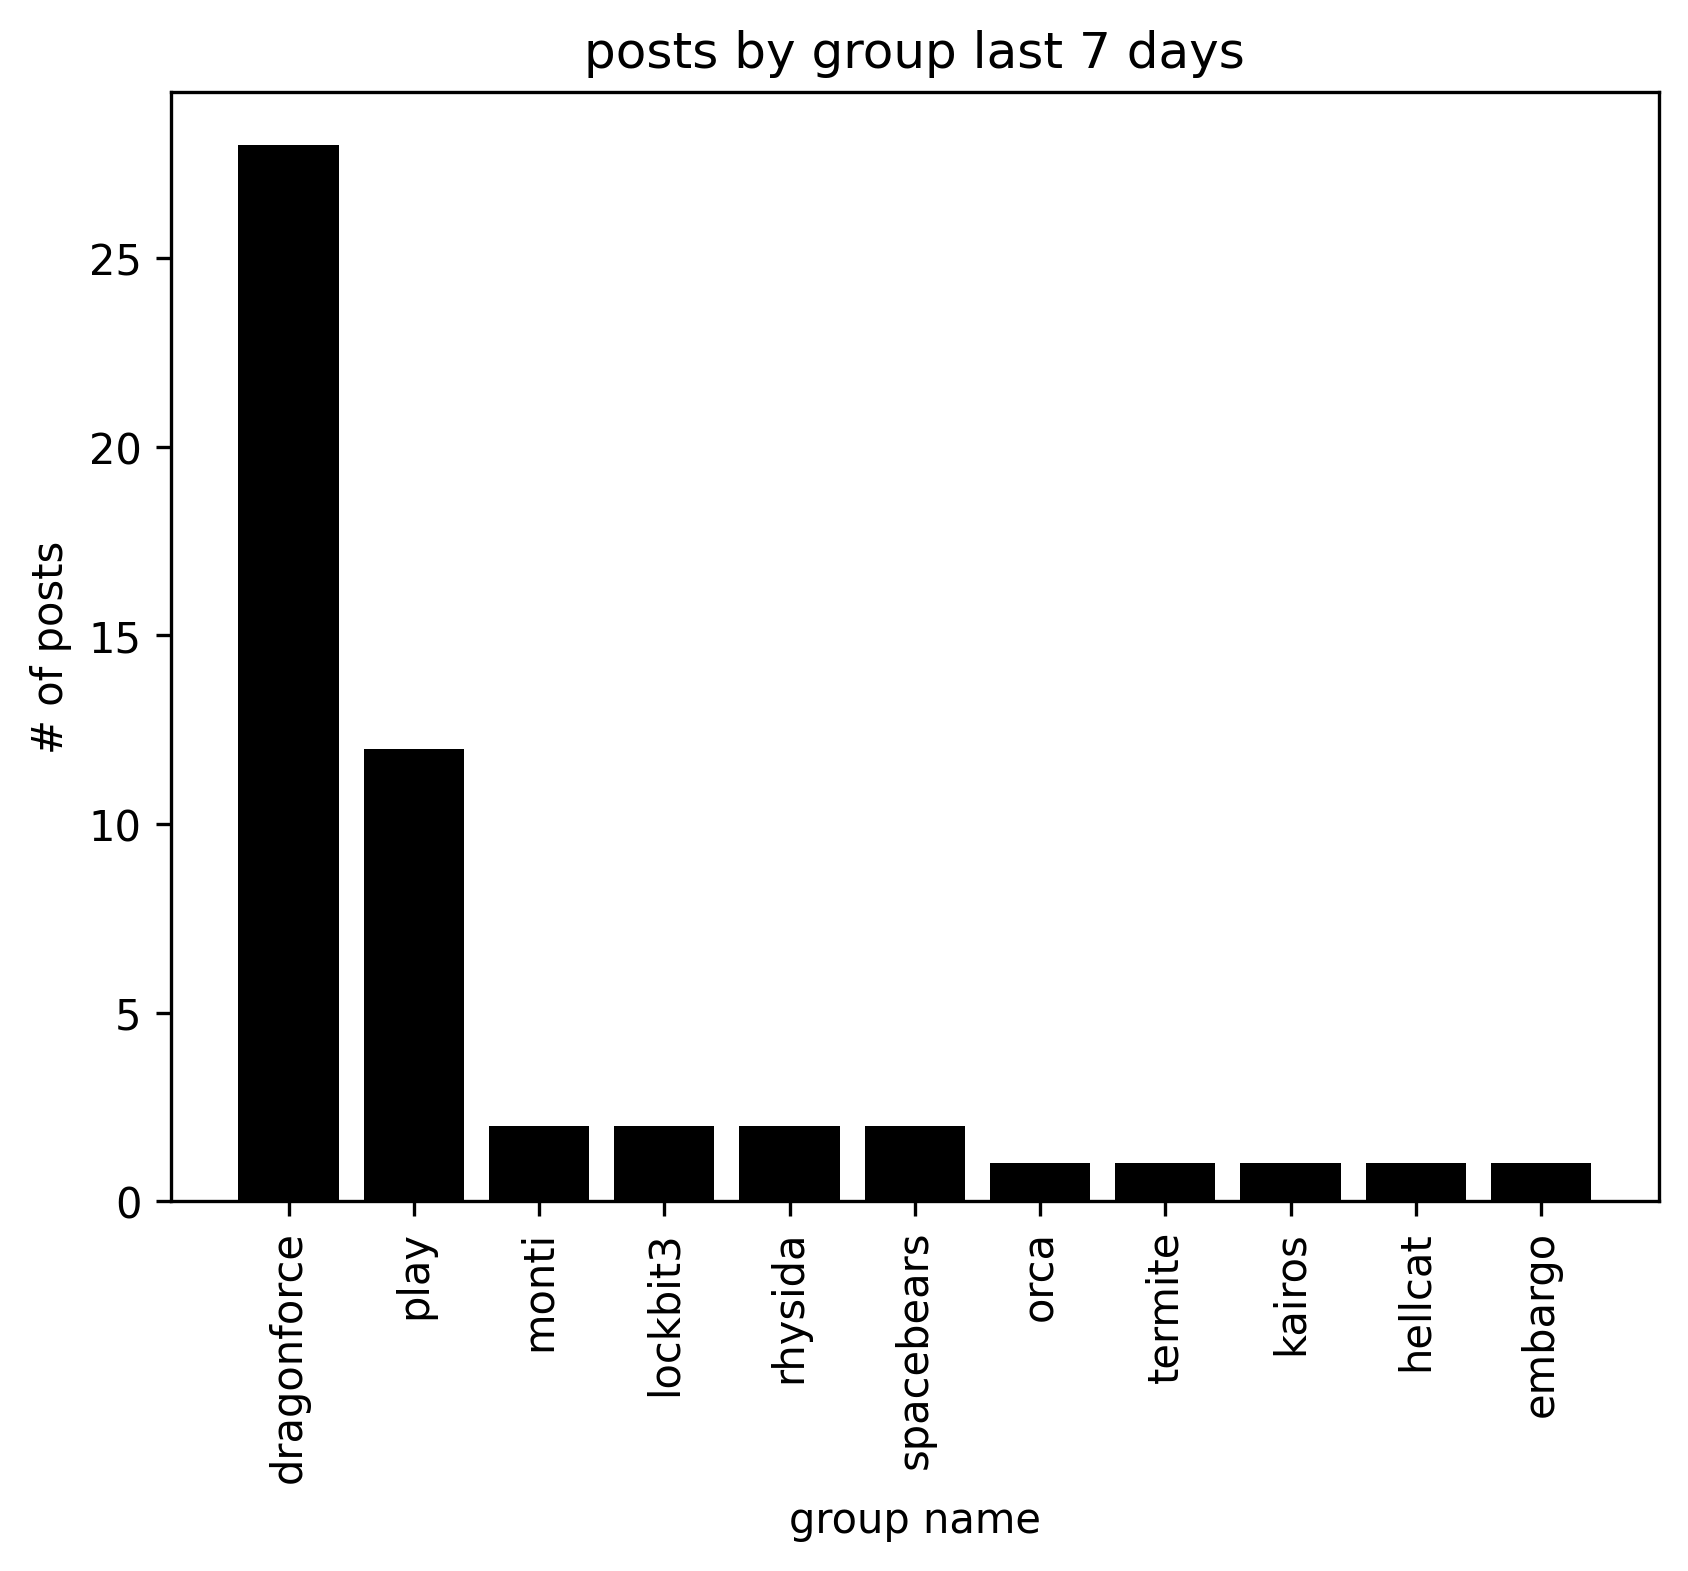 posts by group last 7 days
# of posts
25
20
15
10
5
0
dragonforce
play
monti
lockbit3
rhysida
spacebears
orca
termite
kairos
hellcat
embargo
group name